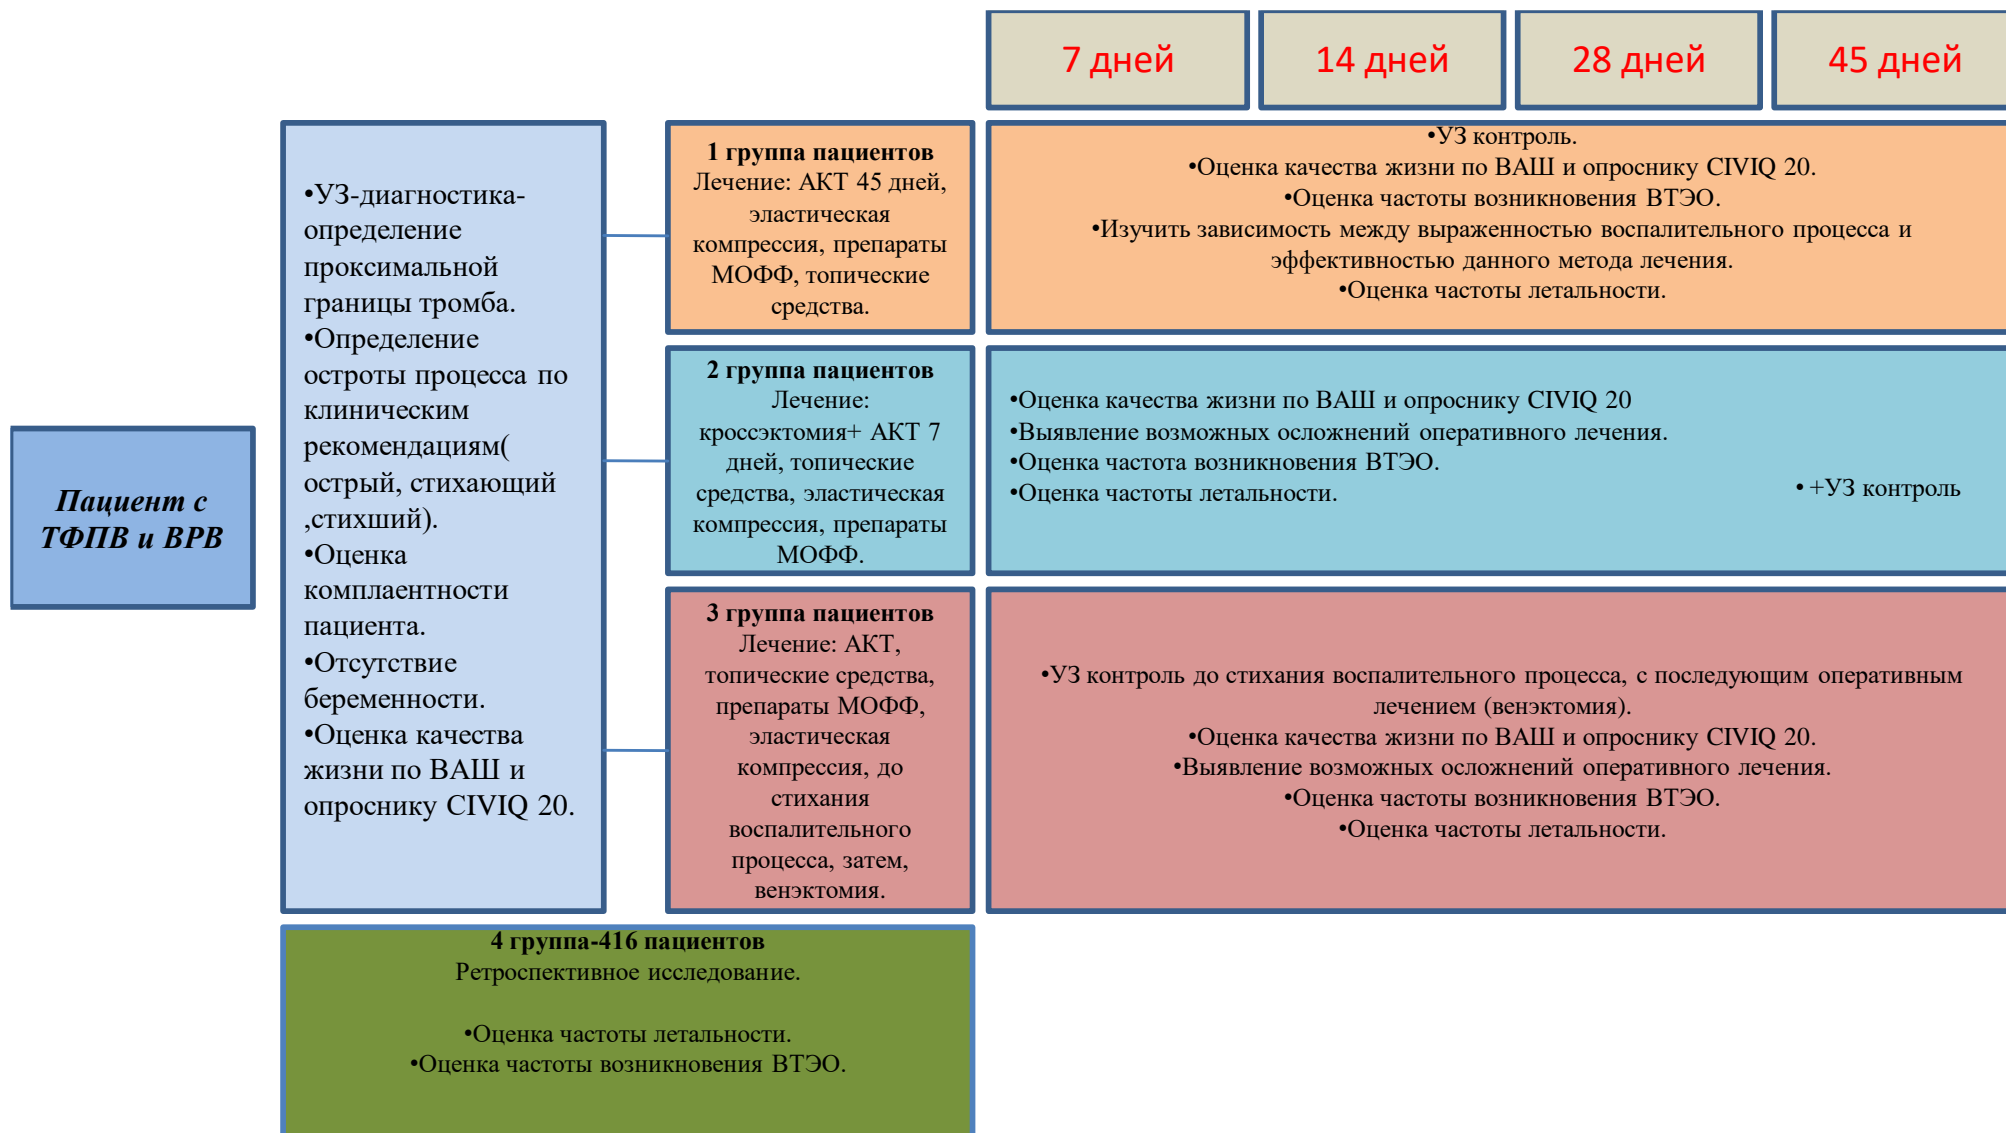 7 дней
14 дней
28 дней
45 дней
Пациент с
ТФПВ и ВРВ
•УЗ-диагностика-
определение
проксимальной
границы тромба.
•Определение
остроты процесса по
клиническим
рекомендациям(
острый, стихающий
,стихший).
•Оценка
комплаентности
пациента.
•Отсутствие
беременности.
•Оценка качества
жизни по ВАШ и
опроснику CIVIQ 20.
1 группа пациентов
Лечение: АКТ 45 дней,
эластическая
компрессия, препараты
МОФФ, топические
средства.
•УЗ контроль.
•Оценка качества жизни по ВАШ и опроснику CIVIQ 20.
•Оценка частоты возникновения ВТЭО.
•Изучить зависимость между выраженностью воспалительного процесса и
эффективностью данного метода лечения.
•Оценка частоты летальности.
2 группа пациентов
Лечение:
кроссэктомия+ АКТ 7
дней, топические
средства, эластическая
компрессия, препараты
МОФФ.
•Оценка качества жизни по ВАШ и опроснику CIVIQ 20
•Выявление возможных осложнений оперативного лечения.
•Оценка частота возникновения ВТЭО.
•Оценка частоты летальности.
• +УЗ контроль
3 группа пациентов
Лечение: АКТ,
топические средства,
препараты МОФФ,
эластическая
компрессия, до
стихания
воспалительного
процесса, затем,
венэктомия.
•УЗ контроль до стихания воспалительного процесса, с последующим оперативным
лечением (венэктомия).
•Оценка качества жизни по ВАШ и опроснику CIVIQ 20.
•Выявление возможных осложнений оперативного лечения.
•Оценка частоты возникновения ВТЭО.
•Оценка частоты летальности.
4 группа-416 пациентов
Ретроспективное исследование.
•Оценка частоты летальности.
•Оценка частоты возникновения ВТЭО.